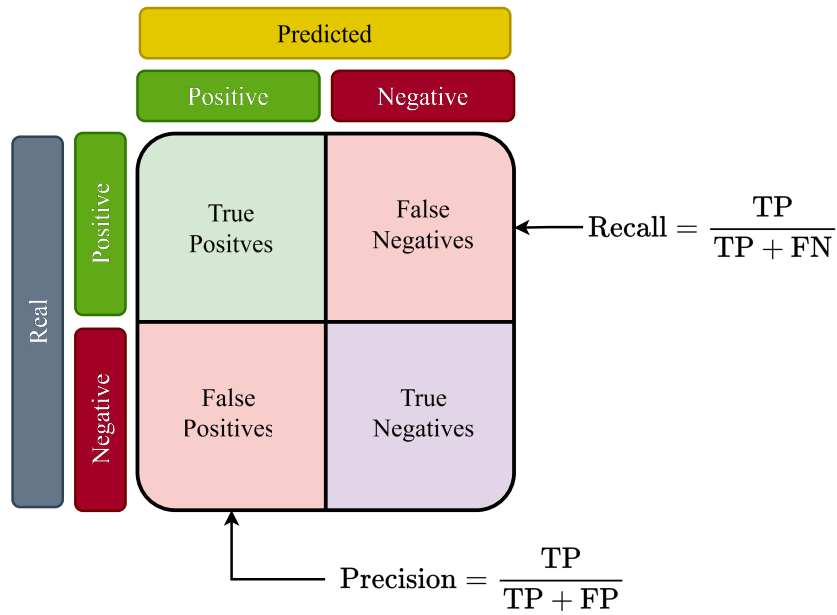 Predicted
Positive
Negative
Real
Positive
True
Positves
False
Negatives
Recall = TP / TP + FN
Negative
False
Positives
True
Negatives
Precision = TP / TP + FP